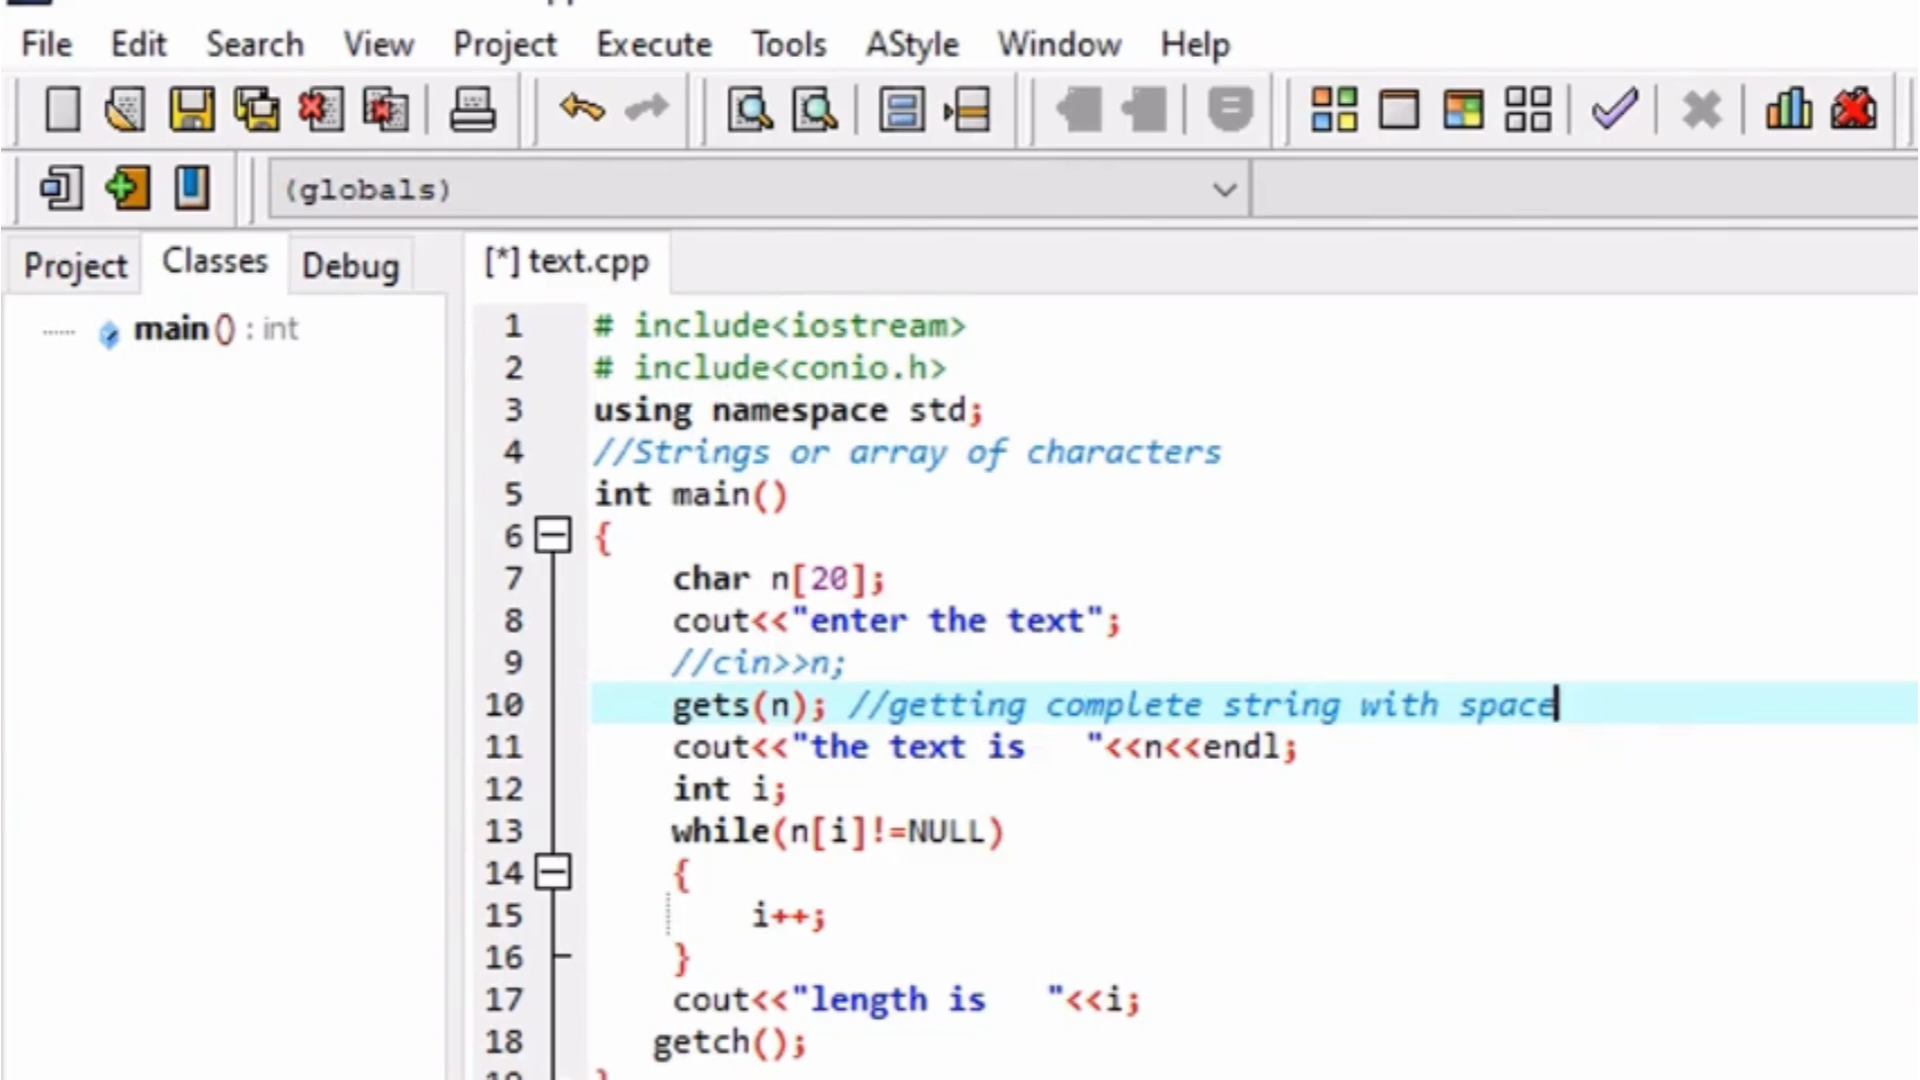 File Edit Search View Project Execute Tools AStyle Window Help
(globals)
Project Classes Debug [*] text.cpp
main() : int
1 # include<iostream>
2 # include<conio.h>
3 using namespace std;
4 //Strings or array of characters
5 int main()
6 {
7 char n[20];
8 cout<<"enter the text";
9 //cin>>n;
10 gets(n); //getting complete string with space
11 cout<<"the text is   "<<n<<endl;
12 int i;
13 while(n[i]!=NULL)
14 {
15 i++;
16 }
17 cout<<"length is   "<<i;
18 getch();